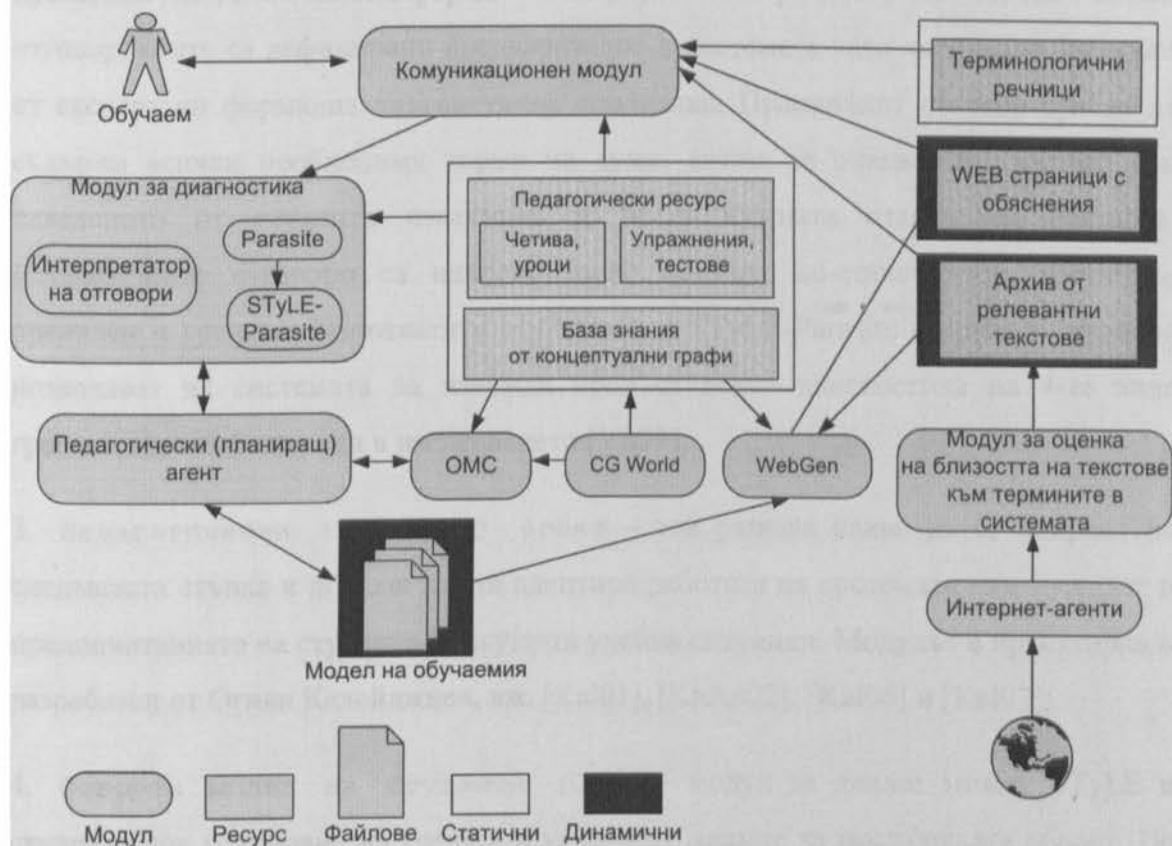 Обучаем
Комуникационен модул
Терминологични
речници
WEB страници с
обяснения
Архив от
релевантни
текстове
Модул за диагностика
Parasite
Интерпретатор
на отговори
STyLE-
Parasite
Педагогически ресурс
Четива,
уроци
Упражнения,
тестове
База знания
от концептуални графи
Педагогически (планиращ)
агент
OMC
CG World
WebGen
Модул за оценка
на близостта на текстове
към термините в
системата
Интернет-агенти
Модел на обучаемия
Модул
Ресурс
Файлове
Статични
Динамични